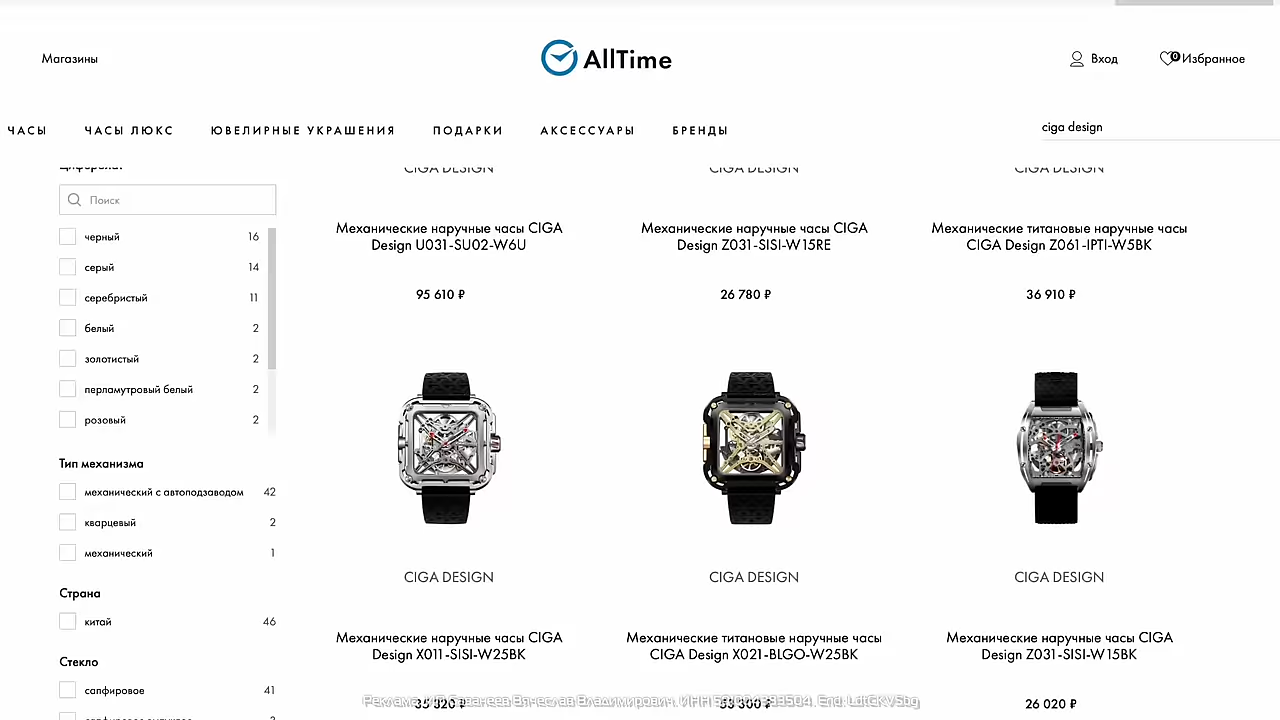 Магазины
AllTime
Вход
0 Избранное
ЧАСЫ
ЧАСЫ ЛЮКС
ЮВЕЛИРНЫЕ УКРАШЕНИЯ
ПОДАРКИ
АКСЕССУАРЫ
БРЕНДЫ
ciga design
Поиск
черный 16
серый 14
серебристый 11
белый 2
золотистый 2
перламутровый белый 2
розовый 2
Тип механизма
механический с автоподзаводом 42
кварцевый 2
механический 1
Страна
китай 46
Стекло
сапфировое 41
CIGA DESIGN
CIGA DESIGN
CIGA DESIGN
Механические наручные часы CIGA
Design U031-SU02-W6U
95 610 ₽
Механические наручные часы CIGA
Design Z031-SISI-W15RE
26 780 ₽
Механические титановые наручные часы
CIGA Design Z061-IPTI-W5BK
36 910 ₽
CIGA DESIGN
CIGA DESIGN
CIGA DESIGN
Механические наручные часы CIGA
Design X011-SISI-W25BK
Механические титановые наручные часы
CIGA Design X021-BLGO-W25BK
Механические наручные часы CIGA
Design Z031-SISI-W15BK
26 020 ₽
Реклама. ИП Вячеслав Владимирович. ИНН